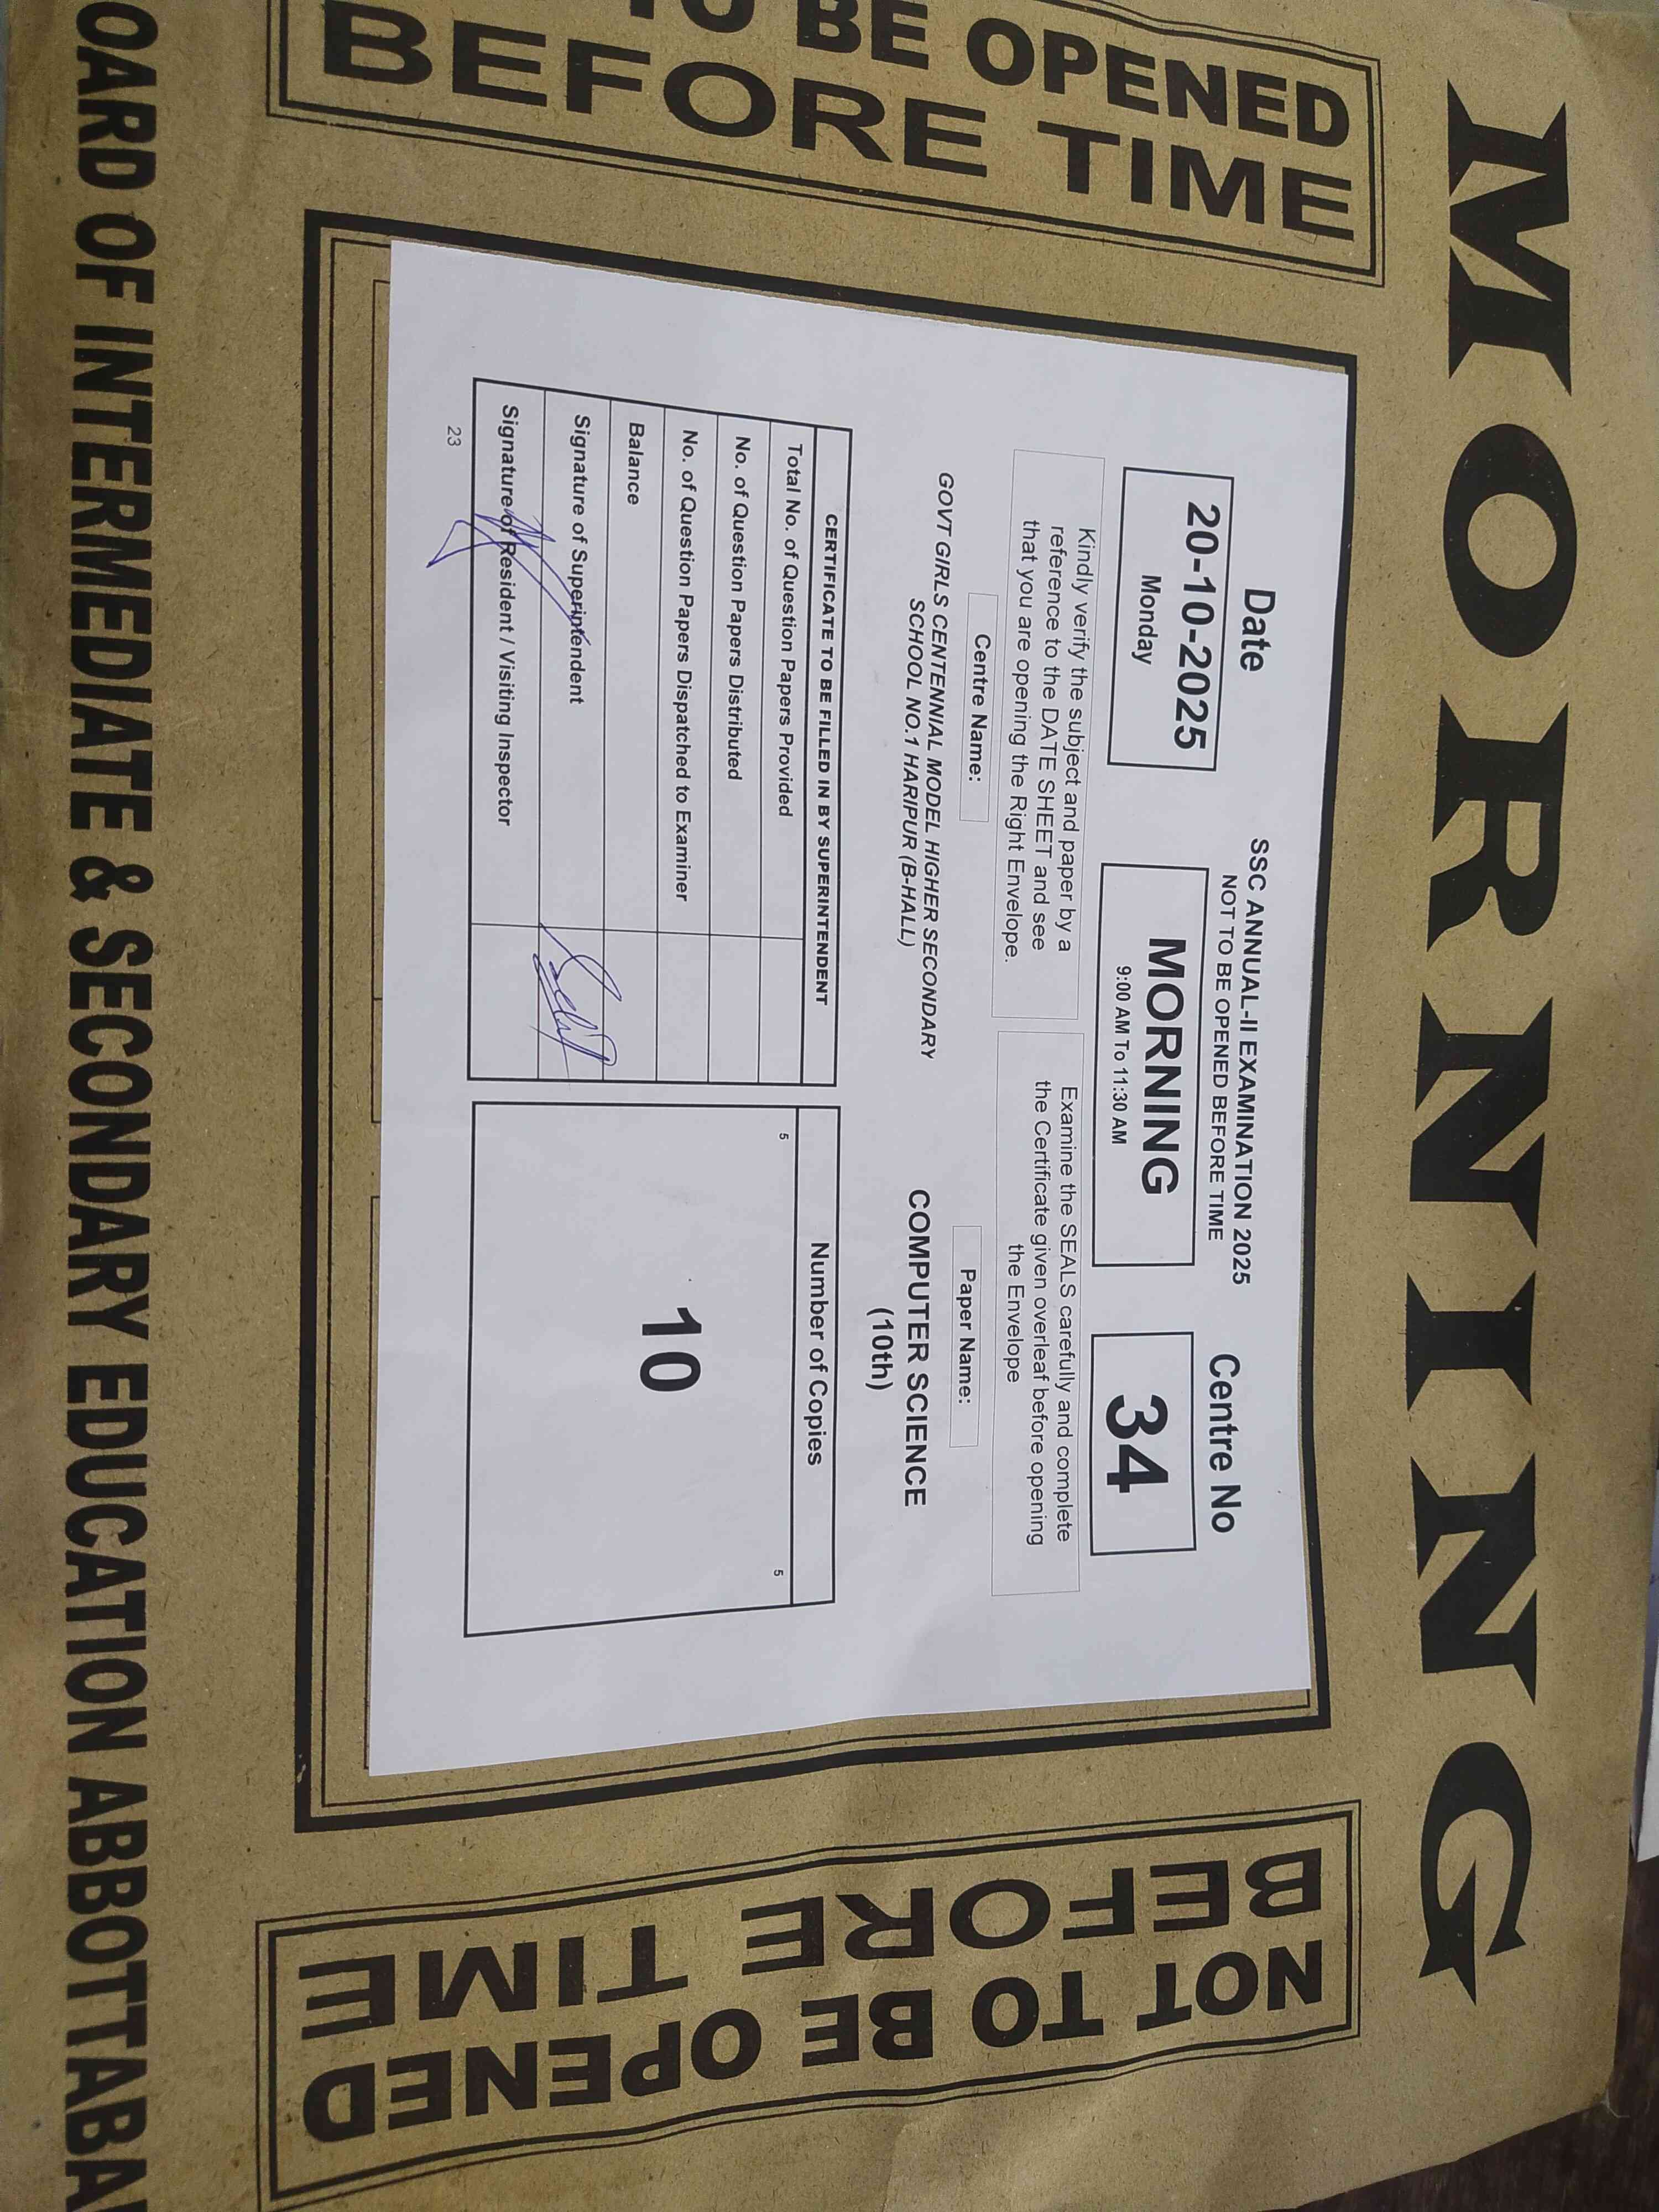 MORNING
TO BE OPENED
BEFORE TIME
Date
20-10-2025
Monday
SSC ANNUAL-II EXAMINATION 2025
NOT TO BE OPENED BEFORE TIME
MORNING
9:00 AM To 11:30 AM
Centre No
34
Kindly verify the subject and paper by a
reference to the DATE SHEET and see
that you are opening the Right Envelope.
Examine the SEALS carefully and complete
the Certificate given overleaf before opening
the Envelope
Centre Name:
GOVT GIRLS CENTENNIAL MODEL HIGHER SECONDARY
SCHOOL NO.1 HARIPUR (B-HALL)
Paper Name:
COMPUTER SCIENCE
(10th)
CERTIFICATE TO BE FILLED IN BY SUPERINTENDENT
Total No. of Question Papers Provided
No. of Question Papers Distributed
No. of Question Papers Dispatched to Examiner
Balance
Signature of Superintendent
Signature of Resident / Visiting Inspector
23
Number of Copies
5
5
10
NOT TO BE OPENED
BEFORE TIME
OARD OF INTERMEDIATE & SECONDARY EDUCATION ABBOTTABA